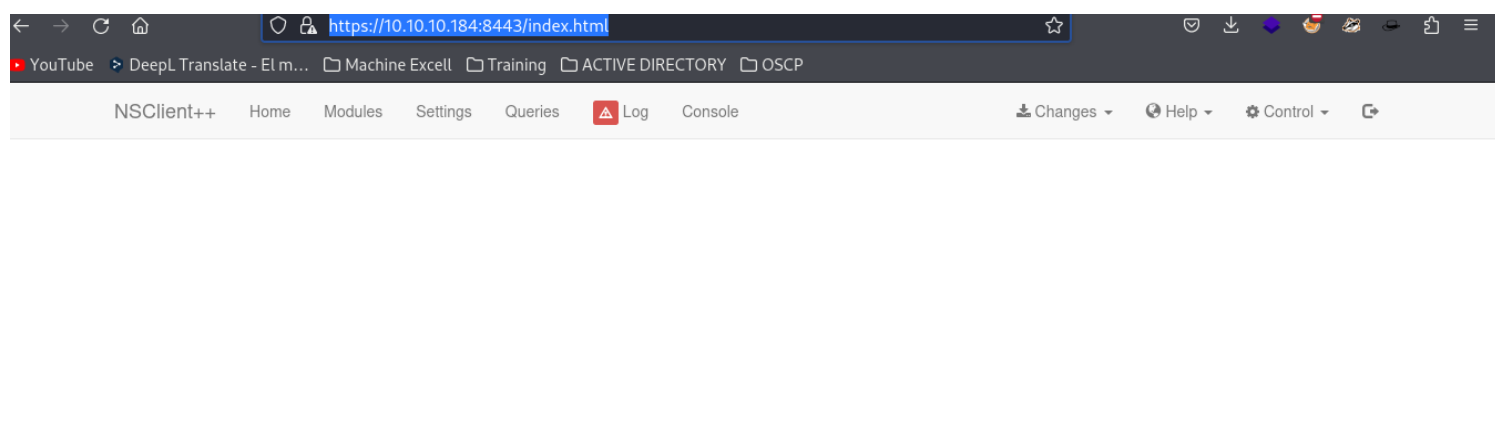 https://10.10.10.184:8443/index.html
YouTube DeepL Translate - El m... Machine Excell Training ACTIVE DIRECTORY OSCP
NSClient++ Home Modules Settings Queries Log Console Changes Help Control